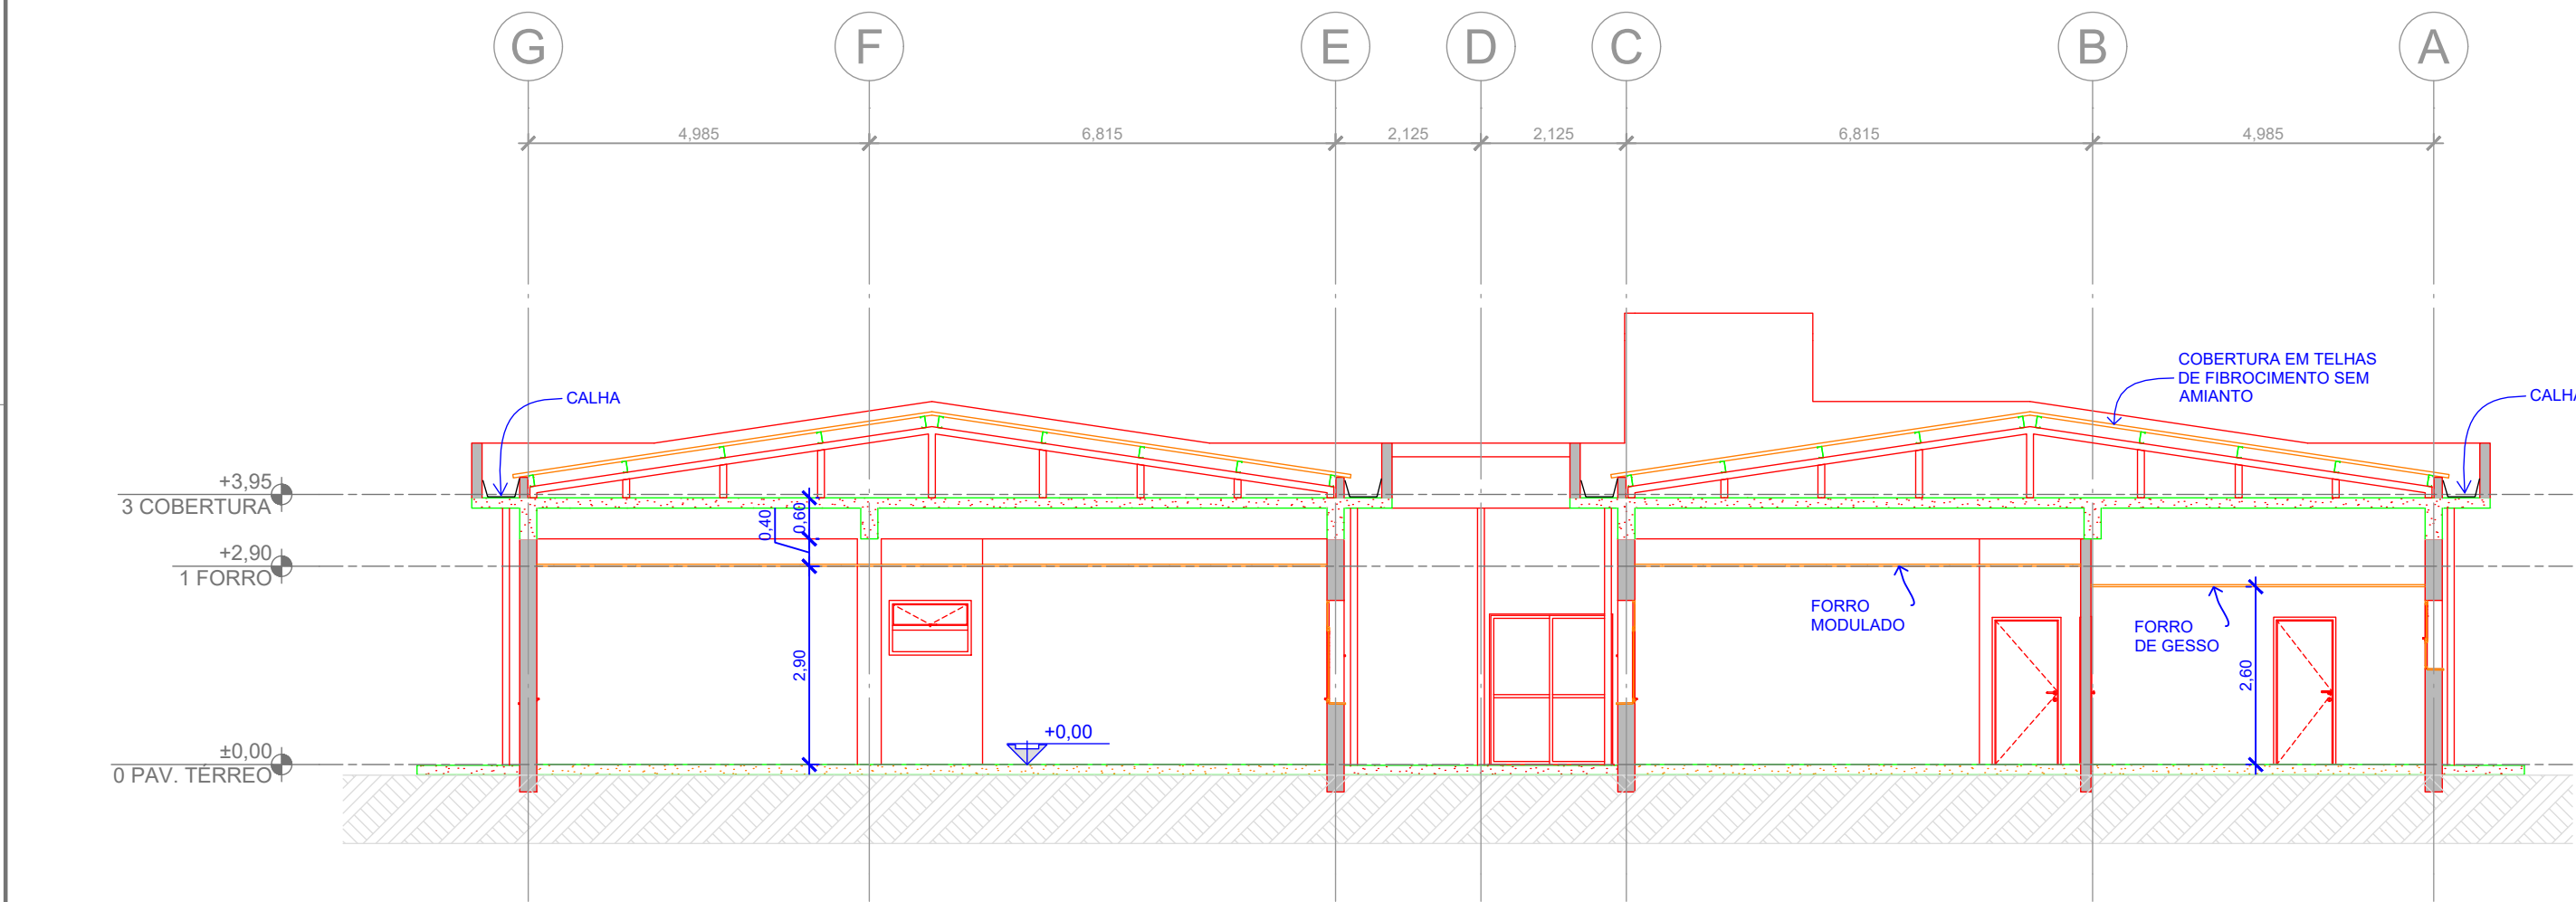 G F E D C B A
4,985 6,815 2,125 2,125 6,815 4,985
COBERTURA EM TELHAS
DE FIBROCIMENTO SEM
AMIANTO
CALHA
CALHA
+3,95
3 COBERTURA
0,40
0,60
+2,90
1 FORRO
FORRO
MODULADO
FORRO
DE GESSO
2,90
2,60
+0,00
±0,00
0 PAV. TÉRREO